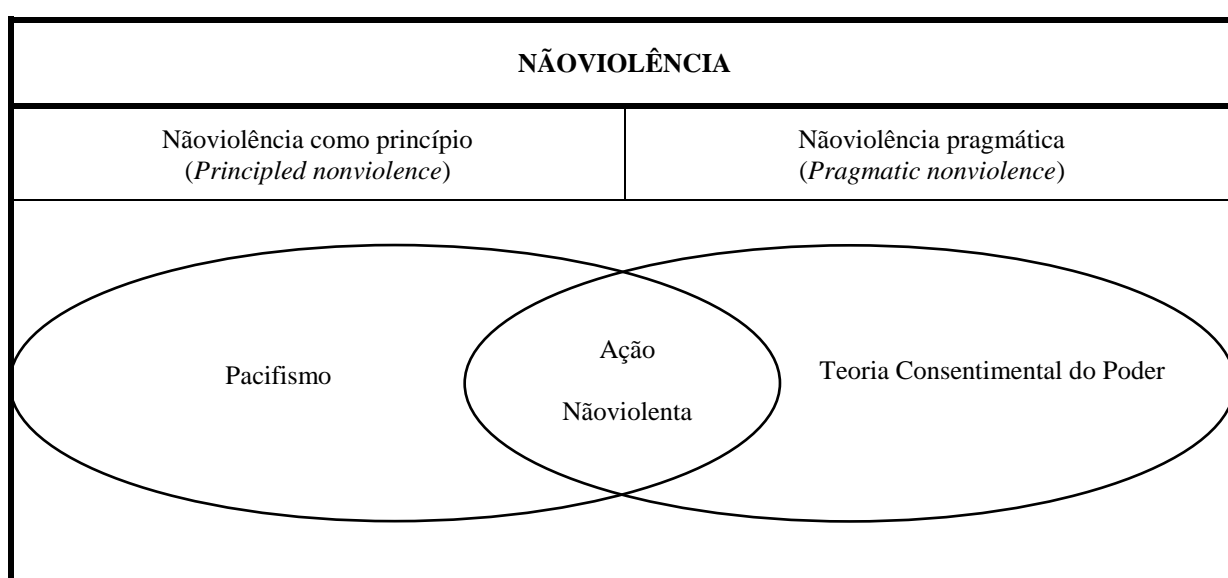 NÃOVIOLÊNCIA
Nãoviolência como princípio
(Principled nonviolence)
Nãoviolência pragmática
(Pragmatic nonviolence)
Pacifismo
Ação
Nãoviolenta
Teoria Consentimental do Poder